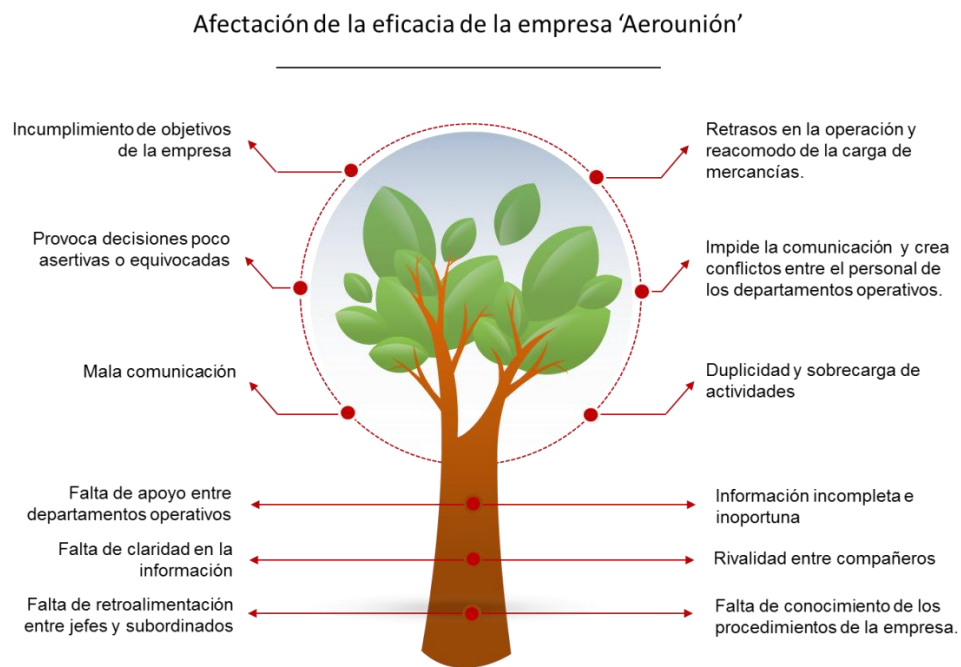 Afectación de la eficacia de la empresa ‘Aerounión’
Incumplimiento de objetivos
de la empresa
Retrasos en la operación y
reacomodo de la carga de
mercancías.
Provoca decisiones poco
asertivas o equivocadas
Impide la comunicación y crea
conflictos entre el personal de
los departamentos operativos.
Mala comunicación
Duplicidad y sobrecarga de
actividades
Falta de apoyo entre
departamentos operativos
Información incompleta e
inoportuna
Falta de claridad en la
información
Rivalidad entre compañeros
Falta de retroalimentación
entre jefes y subordinados
Falta de conocimiento de los
procedimientos de la empresa.